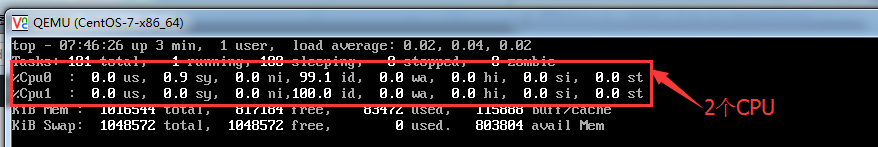 QEMU (CentOS-7-x86_64)
top - 07:46:26 up 3 min,  1 user,  load average: 0.02, 0.04, 0.02
Tasks: 101 total,   1 running, 100 sleeping,   0 stopped,   0 zombie
%Cpu0  :  0.0 us,  0.9 sy,  0.0 ni, 99.1 id,  0.0 wa,  0.0 hi,  0.0 si,  0.0 st
%Cpu1  :  0.0 us,  0.0 sy,  0.0 ni,100.0 id,  0.0 wa,  0.0 hi,  0.0 si,  0.0 st
2个CPU
KiB Mem :  1016544 total,   817184 free,    83472 used,   115888 buff/cache
KiB Swap:  1048572 total,  1048572 free,        0 used.   803804 avail Mem